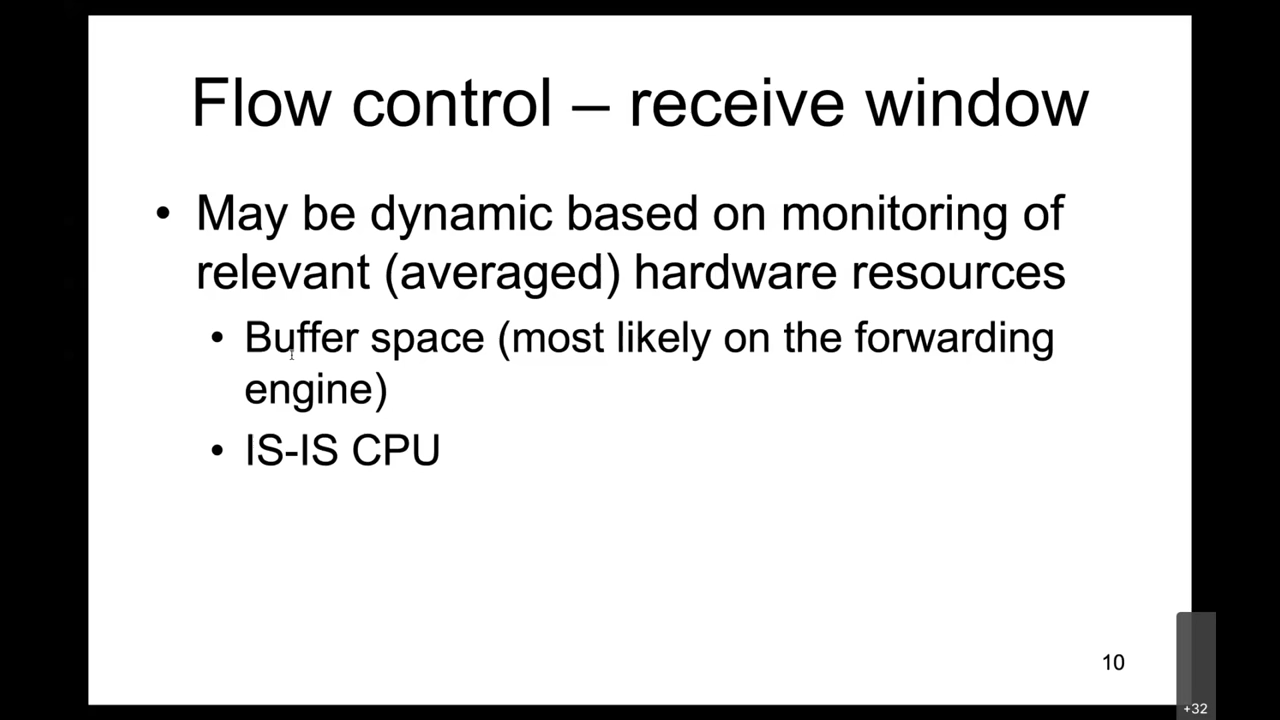 Flow control – receive window
• May be dynamic based on monitoring of
relevant (averaged) hardware resources
• Buffer space (most likely on the forwarding
engine)
• IS-IS CPU
10
+32